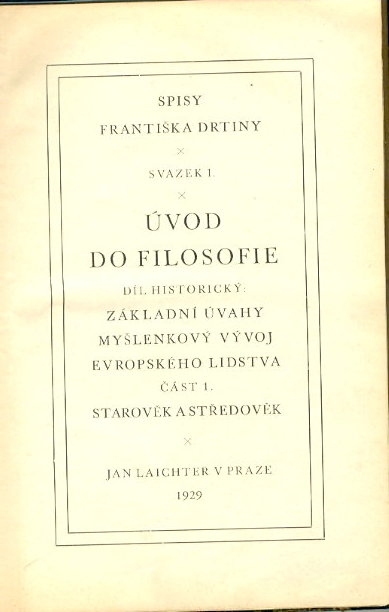 SPISY
FRANTIŠKA DRTINY
×
SVAZEK I.
×
ÚVOD
DO FILOSOFIE
DÍL HISTORICKÝ:
ZÁKLADNÍ ÚVAHY
MYŠLENKOVÝ VÝVOJ
EVROPSKÉHO LIDSTVA
ČÁST 1.
STAROVĚK A STŘEDOVĚK
×
JAN LAICHTER V PRAZE
1929